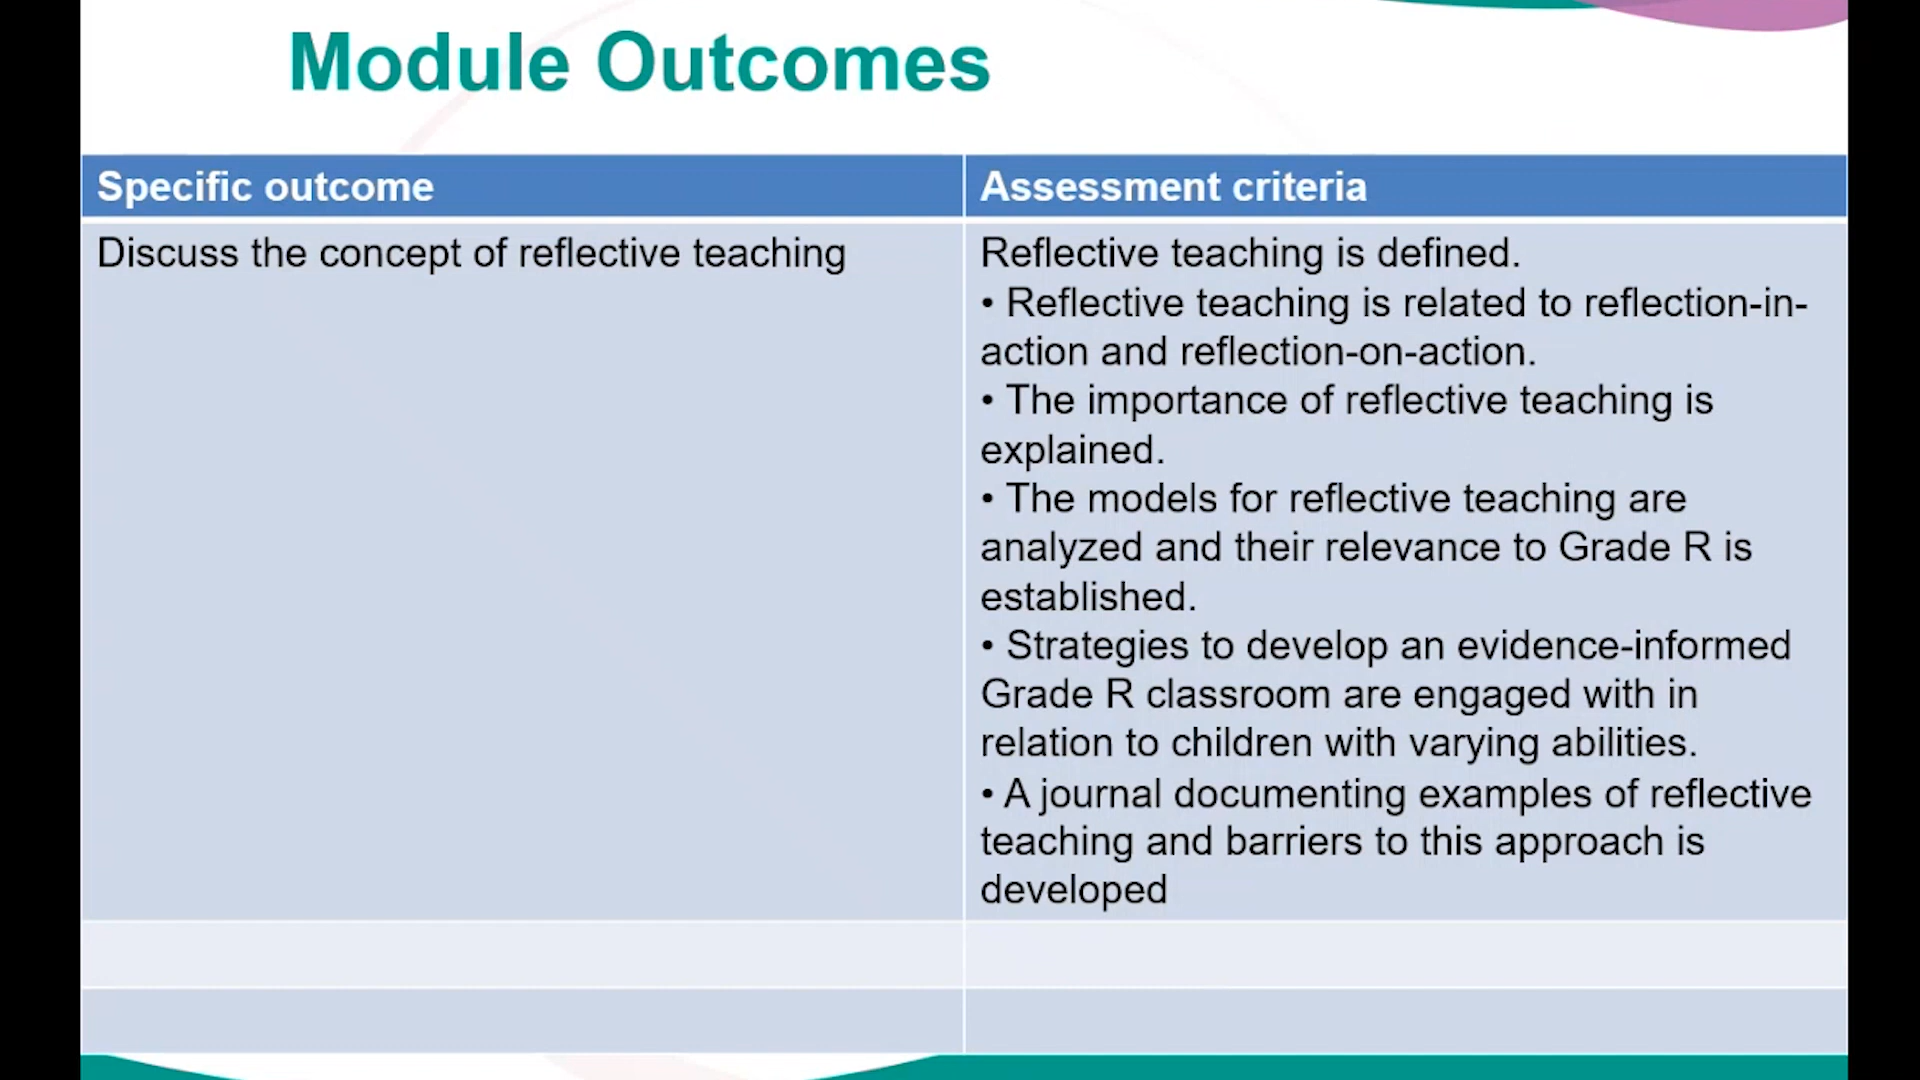 Module Outcomes
Specific outcome
Assessment criteria
Discuss the concept of reflective teaching
Reflective teaching is defined.
• Reflective teaching is related to reflection-in-
action and reflection-on-action.
• The importance of reflective teaching is
explained.
• The models for reflective teaching are
analyzed and their relevance to Grade R is
established.
• Strategies to develop an evidence-informed
Grade R classroom are engaged with in
relation to children with varying abilities.
• A journal documenting examples of reflective
teaching and barriers to this approach is
developed